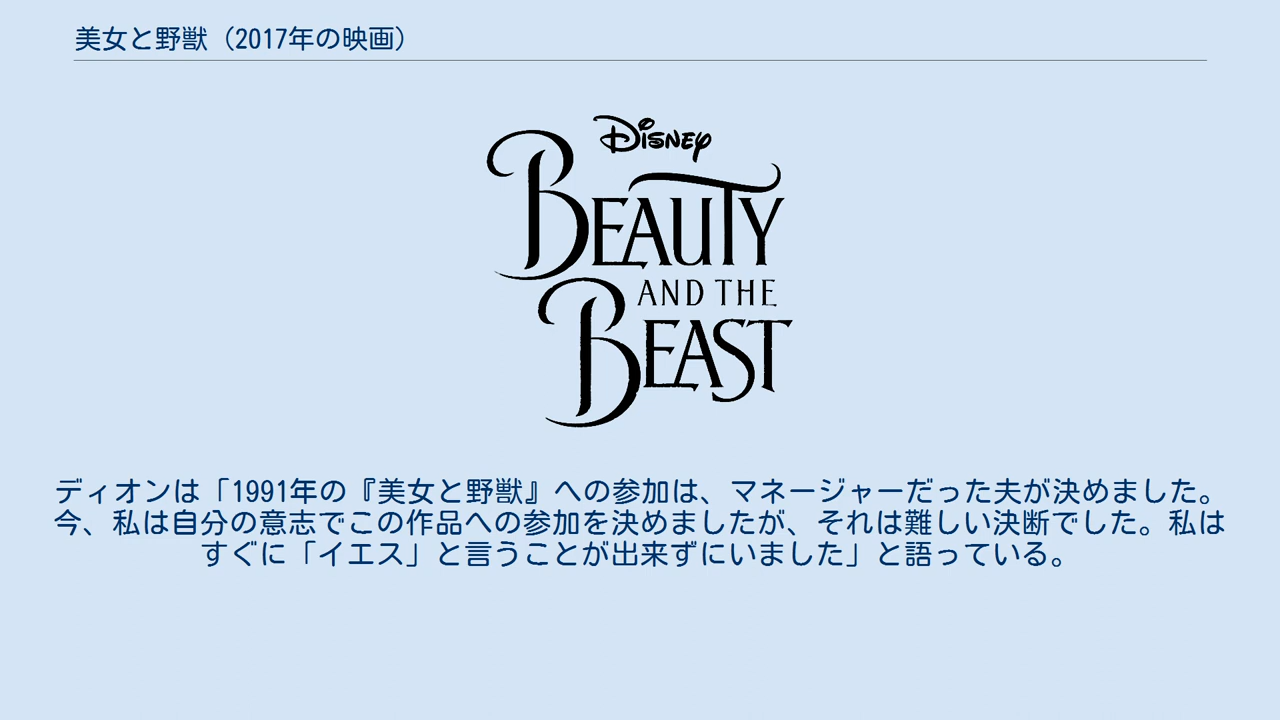 美女と野獣（2017年の映画）
Disney
BEAUTY
AND THE
BEAST
ディオンは「1991年の『美女と野獣』への参加は、マネージャーだった夫が決めました。
今、私は自分の意志でこの作品への参加を決めましたが、それは難しい決断でした。私は
すぐに「イエス」と言うことが出来ずにいました」と語っている。